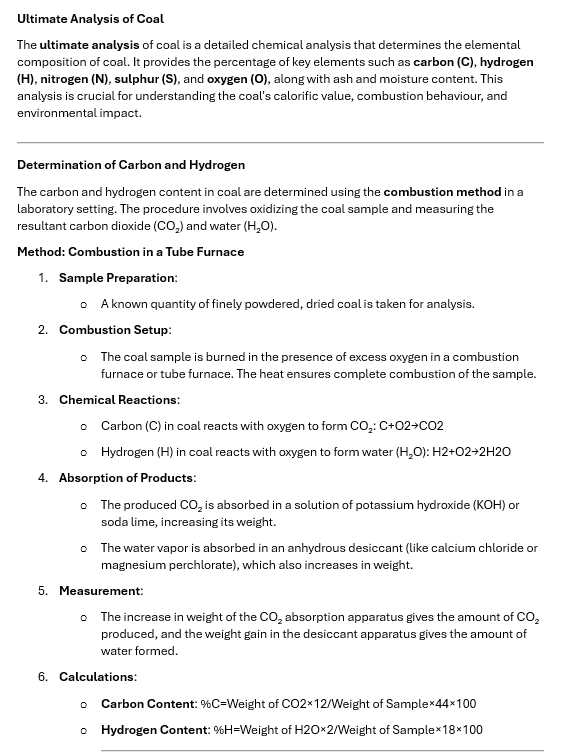 Ultimate Analysis of Coal
The ultimate analysis of coal is a detailed chemical analysis that determines the elemental
composition of coal. It provides the percentage of key elements such as carbon (C), hydrogen
(H), nitrogen (N), sulphur (S), and oxygen (O), along with ash and moisture content. This
analysis is crucial for understanding the coal's calorific value, combustion behaviour, and
environmental impact.
Determination of Carbon and Hydrogen
The carbon and hydrogen content in coal are determined using the combustion method in a
laboratory setting. The procedure involves oxidizing the coal sample and measuring the
resultant carbon dioxide (CO₂) and water (H₂O).
Method: Combustion in a Tube Furnace
1. Sample Preparation:
o A known quantity of finely powdered, dried coal is taken for analysis.
2. Combustion Setup:
o The coal sample is burned in the presence of excess oxygen in a combustion
furnace or tube furnace. The heat ensures complete combustion of the sample.
3. Chemical Reactions:
o Carbon (C) in coal reacts with oxygen to form CO₂: C+O2→CO2
o Hydrogen (H) in coal reacts with oxygen to form water (H₂O): H2+O2→2H2O
4. Absorption of Products:
o The produced CO₂ is absorbed in a solution of potassium hydroxide (KOH) or
soda lime, increasing its weight.
o The water vapor is absorbed in an anhydrous desiccant (like calcium chloride or
magnesium perchlorate), which also increases in weight.
5. Measurement:
o The increase in weight of the CO₂ absorption apparatus gives the amount of CO₂
produced, and the weight gain in the desiccant apparatus gives the amount of
water formed.
6. Calculations:
o Carbon Content: %C=Weight of CO2×12/Weight of Sample×44×100
o Hydrogen Content: %H=Weight of H2O×2/Weight of Sample×18×100